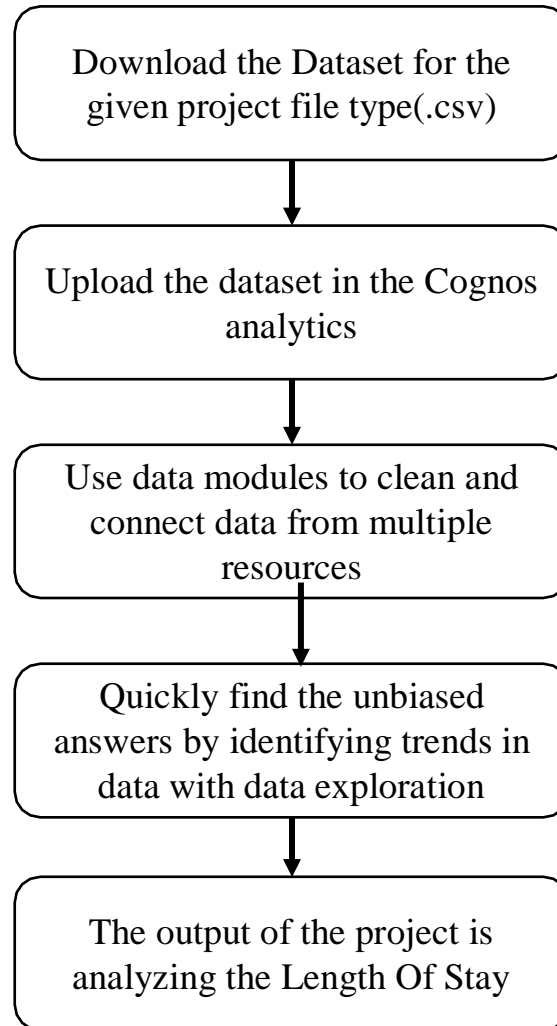 Download the Dataset for the
given project file type(.csv)
Upload the dataset in the Cognos
analytics
Use data modules to clean and
connect data from multiple
resources
Quickly find the unbiased
answers by identifying trends in
data with data exploration
The output of the project is
analyzing the Length Of Stay